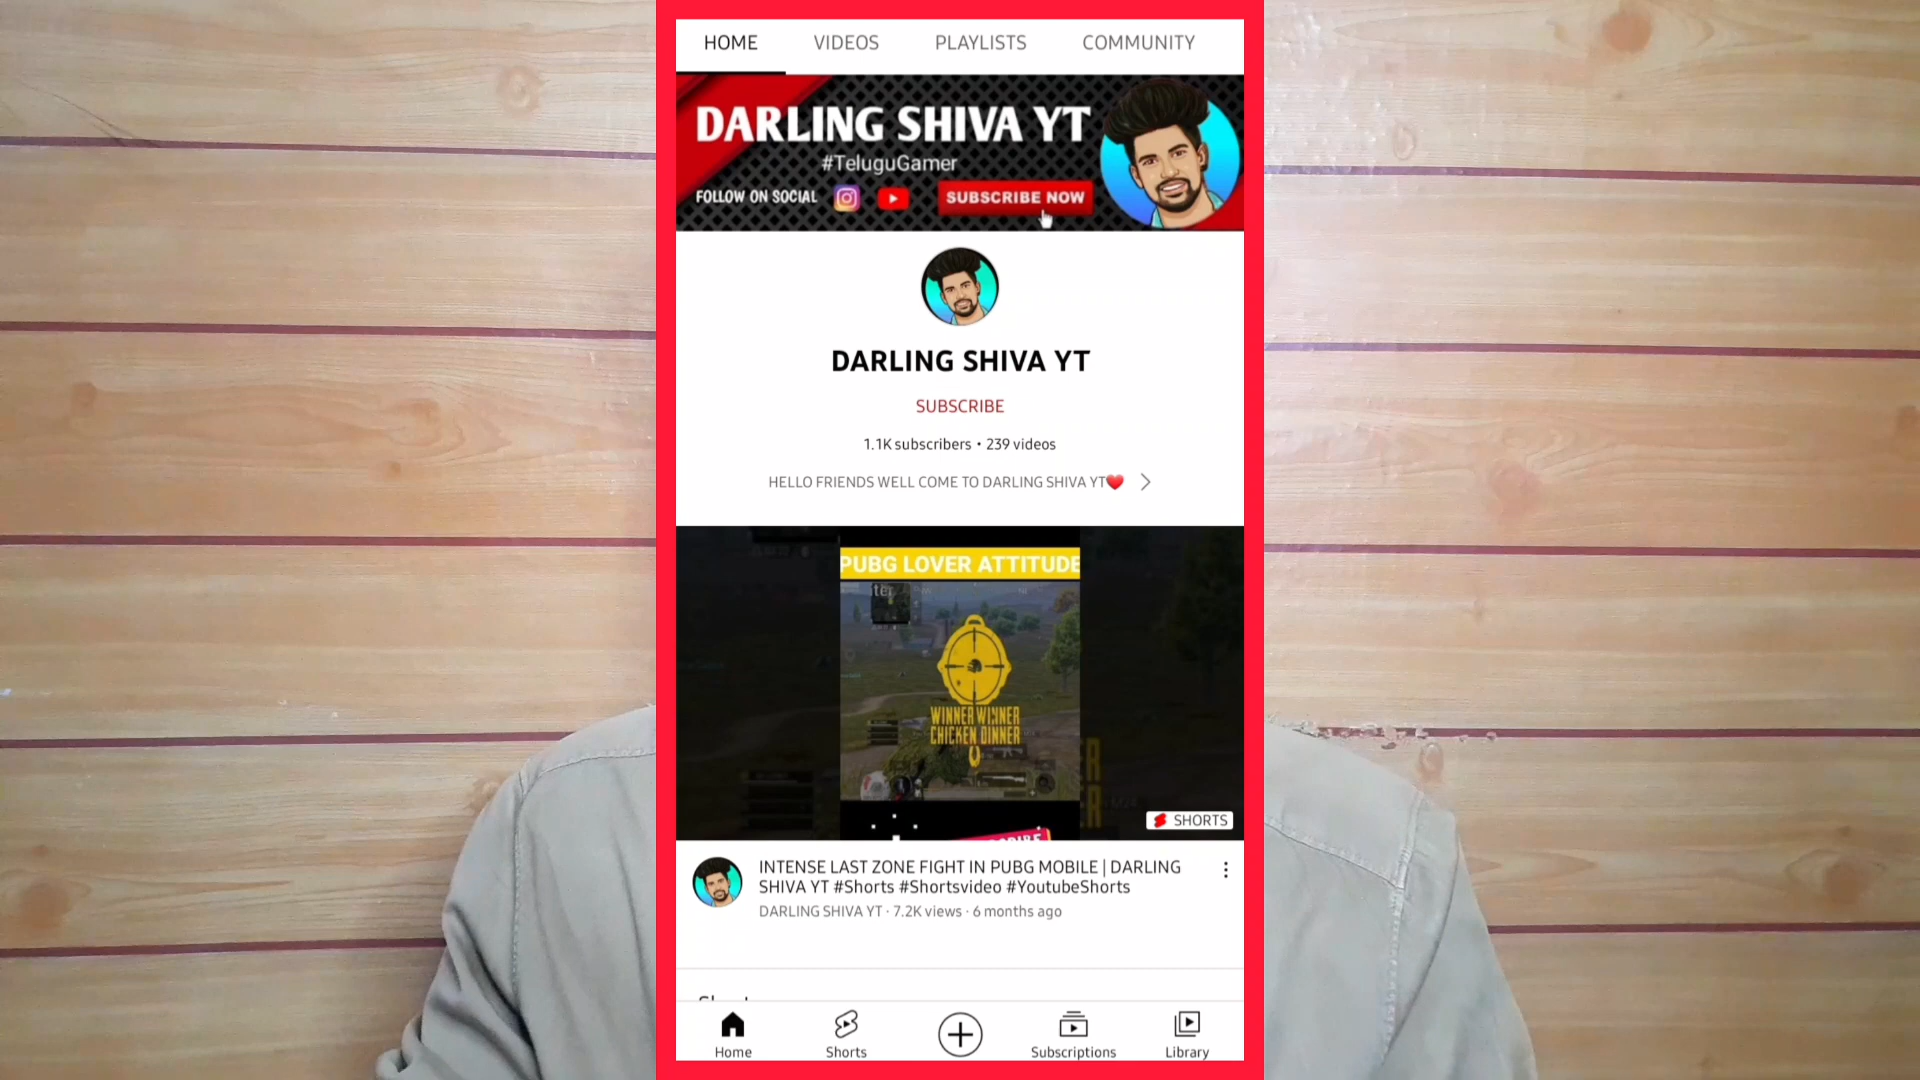 HOME VIDEOS PLAYLISTS COMMUNITY
DARLING SHIVA YT
#TeluguGamer
FOLLOW ON SOCIAL SUBSCRIBE NOW
DARLING SHIVA YT
SUBSCRIBE
1.1K subscribers • 239 videos
HELLO FRIENDS WELL COME TO DARLING SHIVA YT❤️
PUBG LOVER ATTITUDE
WINNER WINNER
CHICKEN DINNER
SHORTS
INTENSE LAST ZONE FIGHT IN PUBG MOBILE | DARLING
SHIVA YT #Shorts #Shortsvideo #YoutubeShorts
DARLING SHIVA YT · 7.2K views · 6 months ago
Home Shorts Subscriptions Library